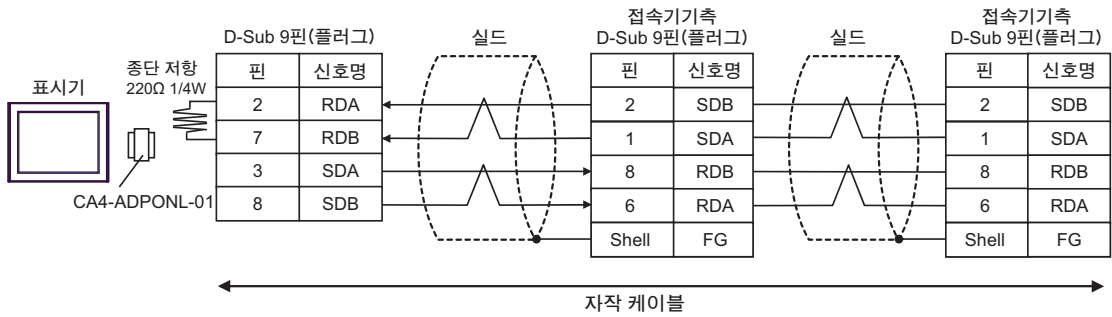 표시기
CA4-ADPONL-01
종단 저항
220Ω 1/4W
D-Sub 9핀(플러그)
핀 신호명
2 RDA
7 RDB
3 SDA
8 SDB
실드
접속기기측
D-Sub 9핀(플러그)
핀 신호명
2 SDB
1 SDA
8 RDB
6 RDA
Shell FG
실드
접속기기측
D-Sub 9핀(플러그)
핀 신호명
2 SDB
1 SDA
8 RDB
6 RDA
Shell FG
자작 케이블